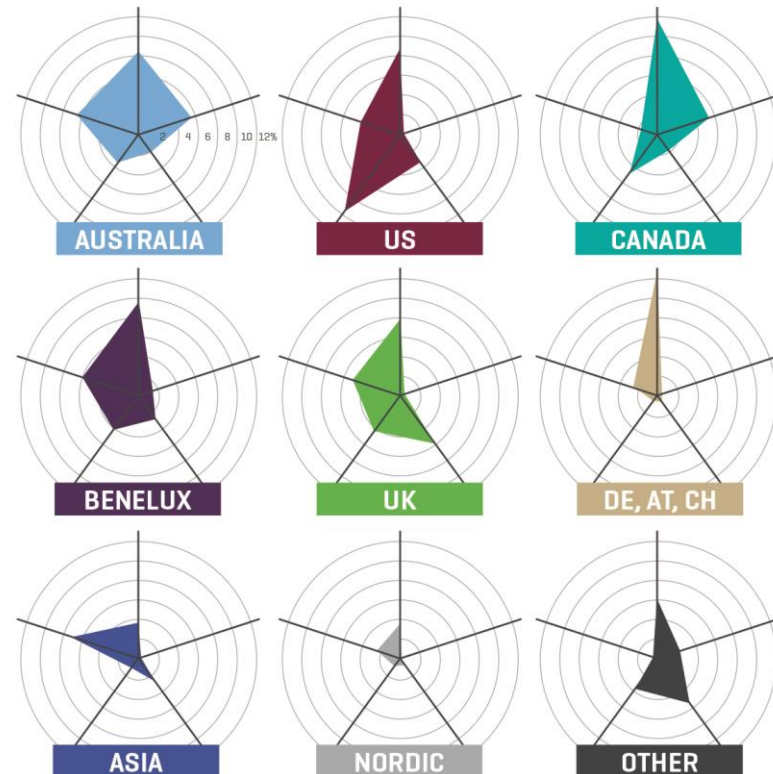 2 4 6 8 10 12%
AUSTRALIA
US
CANADA
BENELUX
UK
DE, AT, CH
ASIA
NORDIC
OTHER